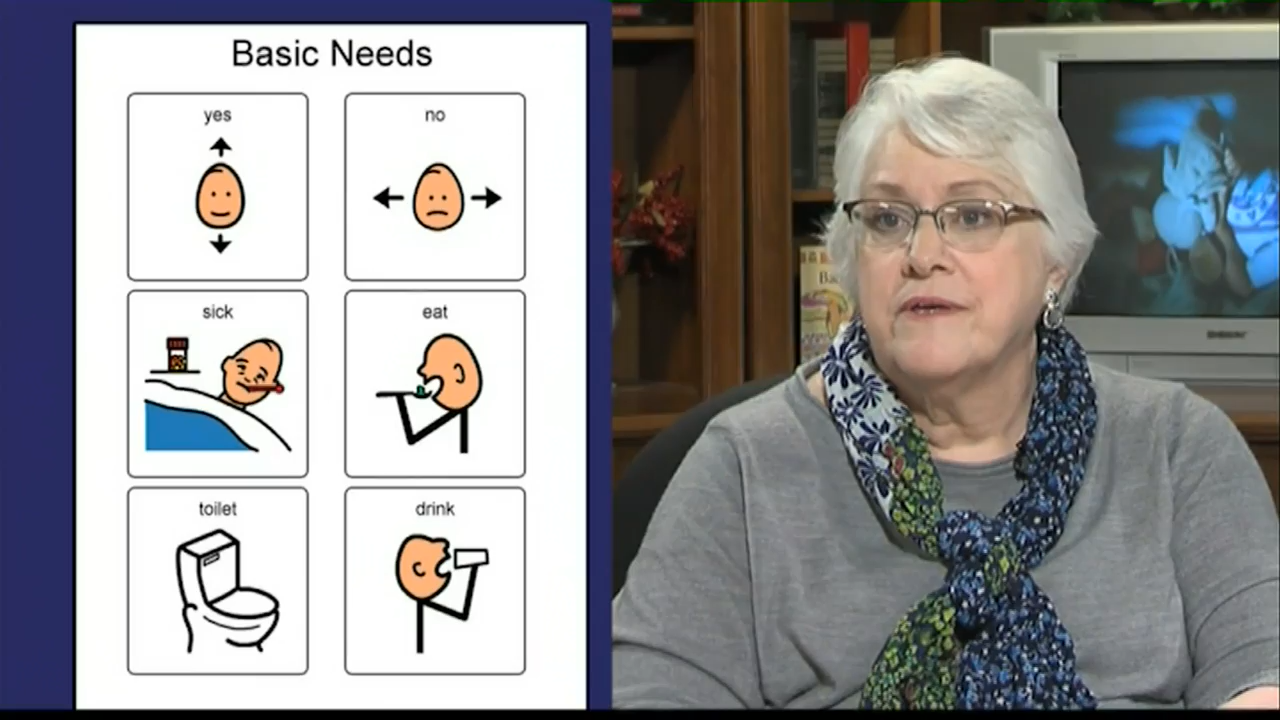 Basic Needs
yes
no
sick
eat
toilet
drink